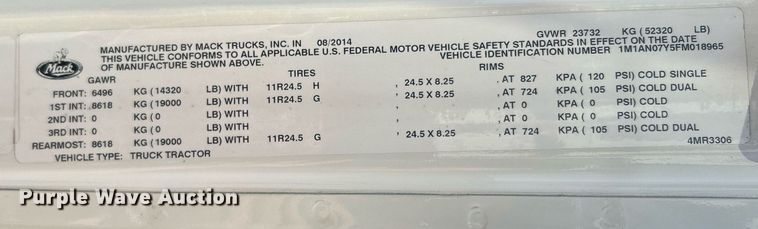 MANUFACTURED BY MACK TRUCKS, INC. IN 08/2014 GVWR 23732 KG ( 52320 LB)
THIS VEHICLE CONFORMS TO ALL APPLICABLE U.S. FEDERAL MOTOR VEHICLE SAFETY STANDARDS IN EFFECT ON THE DATE
OF MANUFACTURE SHOWN ABOVE. VEHICLE IDENTIFICATION NUMBER 1M1AN07Y5FM018965
Mack
GAWR TIRES RIMS
FRONT: 6496 KG ( 14320 LB) WITH 11R24.5 H , 24.5 X 8.25 , AT 827 KPA ( 120 PSI) COLD SINGLE
1ST INT: 8618 KG ( 19000 LB) WITH 11R24.5 G , 24.5 X 8.25 , AT 724 KPA ( 105 PSI) COLD DUAL
2ND INT: 0 KG ( 0 LB) WITH , , AT 0 KPA ( 0 PSI) COLD
3RD INT: 0 KG ( 0 LB) WITH , , AT 0 KPA ( 0 PSI) COLD
REARMOST: 8618 KG ( 19000 LB) WITH 11R24.5 G , 24.5 X 8.25 , AT 724 KPA ( 105 PSI) COLD DUAL
VEHICLE TYPE: TRUCK TRACTOR 4MR3306
Purple Wave Auction